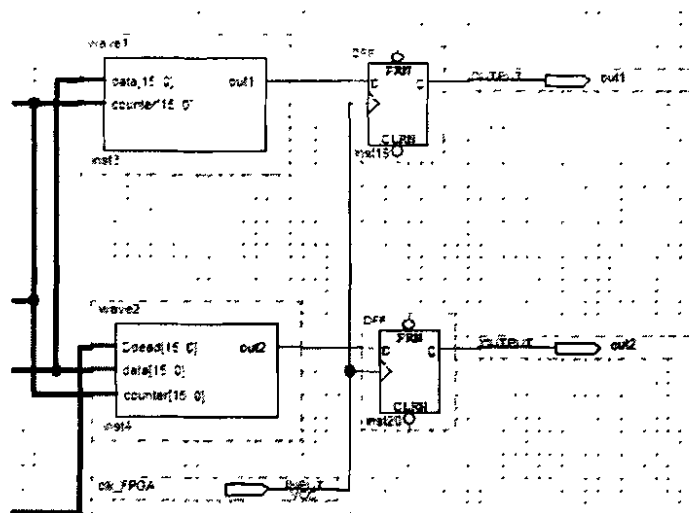 wave1
data[15 0]
out1
counter[15 0]
inst3
DFF
PRN
CLRN
inst15
OUTPUT
out1
wave2
data[15 0]
out2
counter[15 0]
inst4
DFF
PRN
CLRN
inst20
OUTPUT
out2
clk_FPGA
INPUT